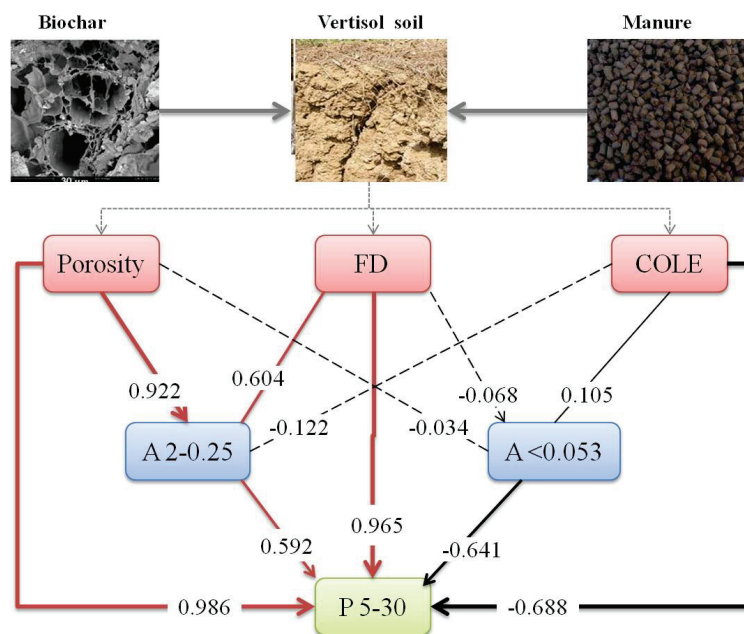 Biochar
Vertisol soil
Manure
30 µm
Porosity
FD
COLE
0.922
0.604
-0.122
-0.034
-0.068
0.105
A 2-0.25
A <0.053
0.592
0.965
-0.641
0.986
P 5-30
-0.688